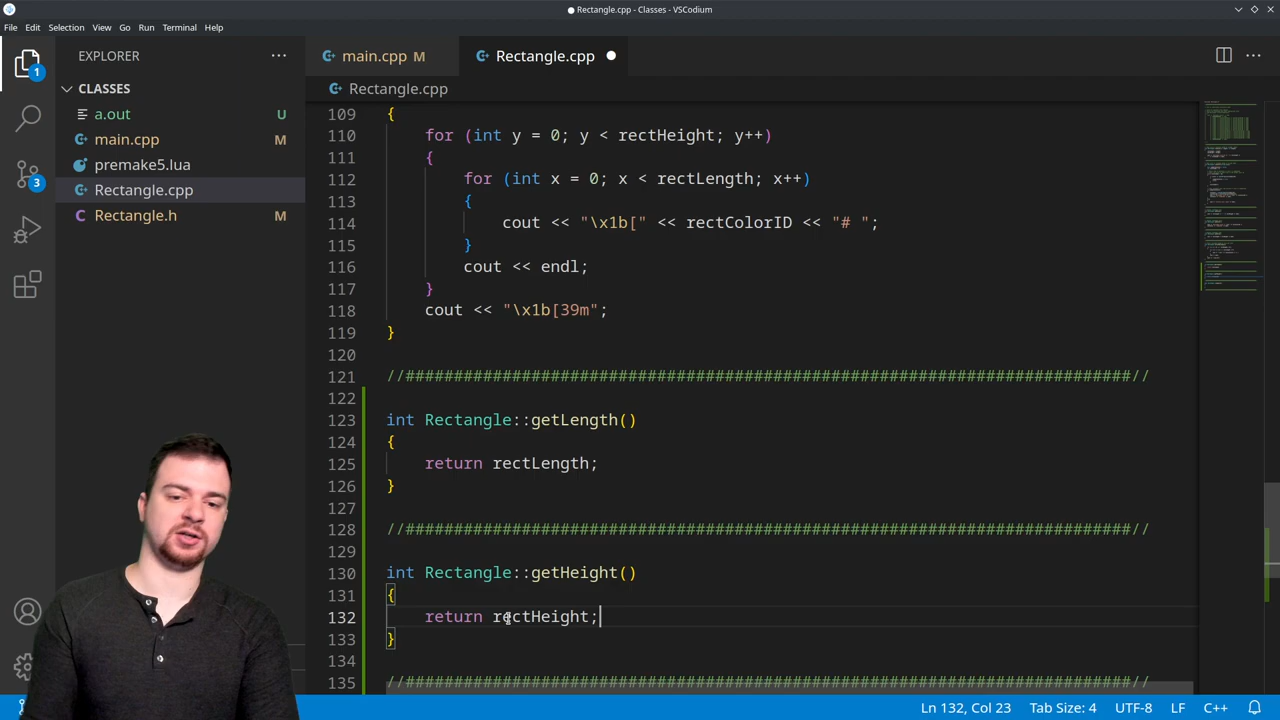 ● Rectangle.cpp - Classes - VSCodium
File Edit Selection View Go Run Terminal Help
EXPLORER
main.cpp M
Rectangle.cpp
CLASSES
Rectangle.cpp
a.out U
main.cpp M
premake5.lua
Rectangle.cpp
Rectangle.h M
1
3
109 {
110 for (int y = 0; y < rectHeight; y++)
111 {
112 for (int x = 0; x < rectLength; x++)
113 {
114 cout << "\x1b[" << rectColorID << "# ";
115 }
116 cout << endl;
117 }
118 cout << "\x1b[39m";
119 }
120
121 //###########################################################################//
122
123 int Rectangle::getLength()
124 {
125 return rectLength;
126 }
127
128 //###########################################################################//
129
130 int Rectangle::getHeight()
131 {
132 return rectHeight;
133 }
134
135 //###########################################################################//
Ln 132, Col 23 Tab Size: 4 UTF-8 LF C++